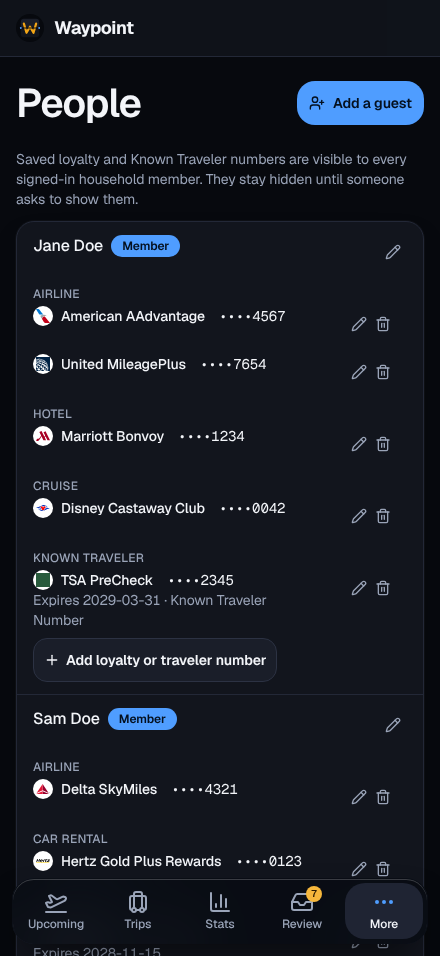 Waypoint
People
Add a guest
Saved loyalty and Known Traveler numbers are visible to every
signed-in household member. They stay hidden until someone
asks to show them.
Jane Doe Member
AIRLINE
American AAdvantage ••••4567
United MileagePlus ••••7654
HOTEL
Marriott Bonvoy ••••1234
CRUISE
Disney Castaway Club ••••0042
KNOWN TRAVELER
TSA PreCheck ••••2345
Expires 2029-03-31 · Known Traveler
Number
Add loyalty or traveler number
Sam Doe Member
AIRLINE
Delta SkyMiles ••••4321
CAR RENTAL
Hertz Gold Plus Rewards ••••0123
7
Upcoming Trips Stats Review More
Expires 2028-11-15